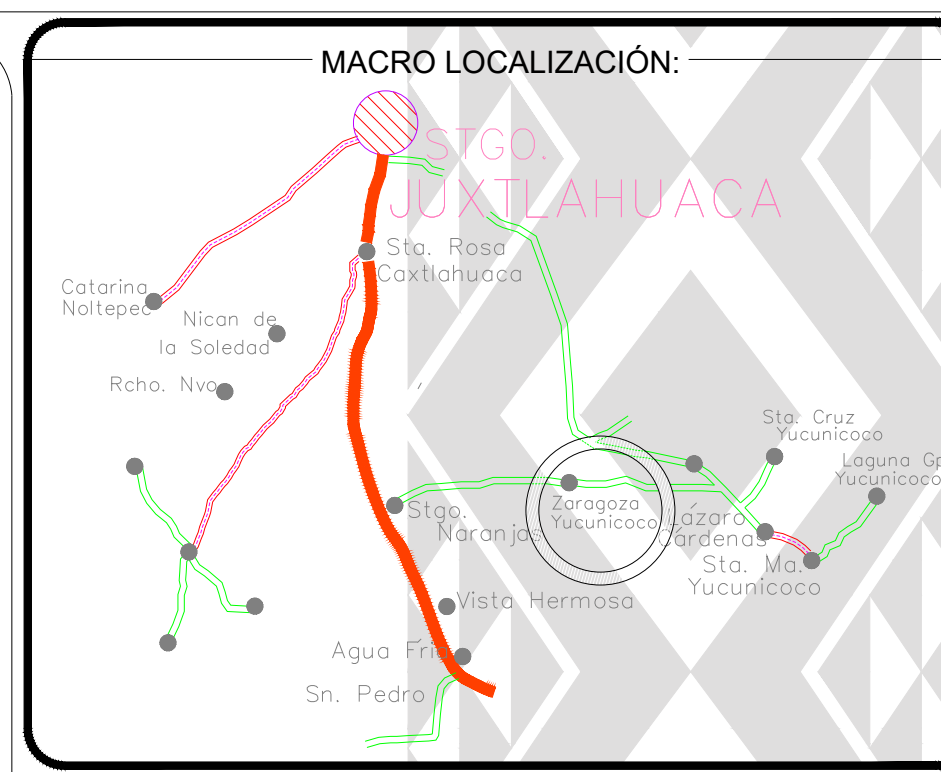 MACRO LOCALIZACIÓN:
STGO.
JUXTLAHUACA
Sta. Rosa
Caxtlahuaca
Catarina
Noltepec
Nican de
la Soledad
Rcho. Nvo
Sta. Cruz
Yucunicoco
Laguna Gp
Yucunicoco
Zaragoza
Yucunicoco
Stgo.
Naranjas
Lázaro
Cárdenas
Sta. Ma.
Yucunicoco
Vista Hermosa
Agua Fría
Sn. Pedro